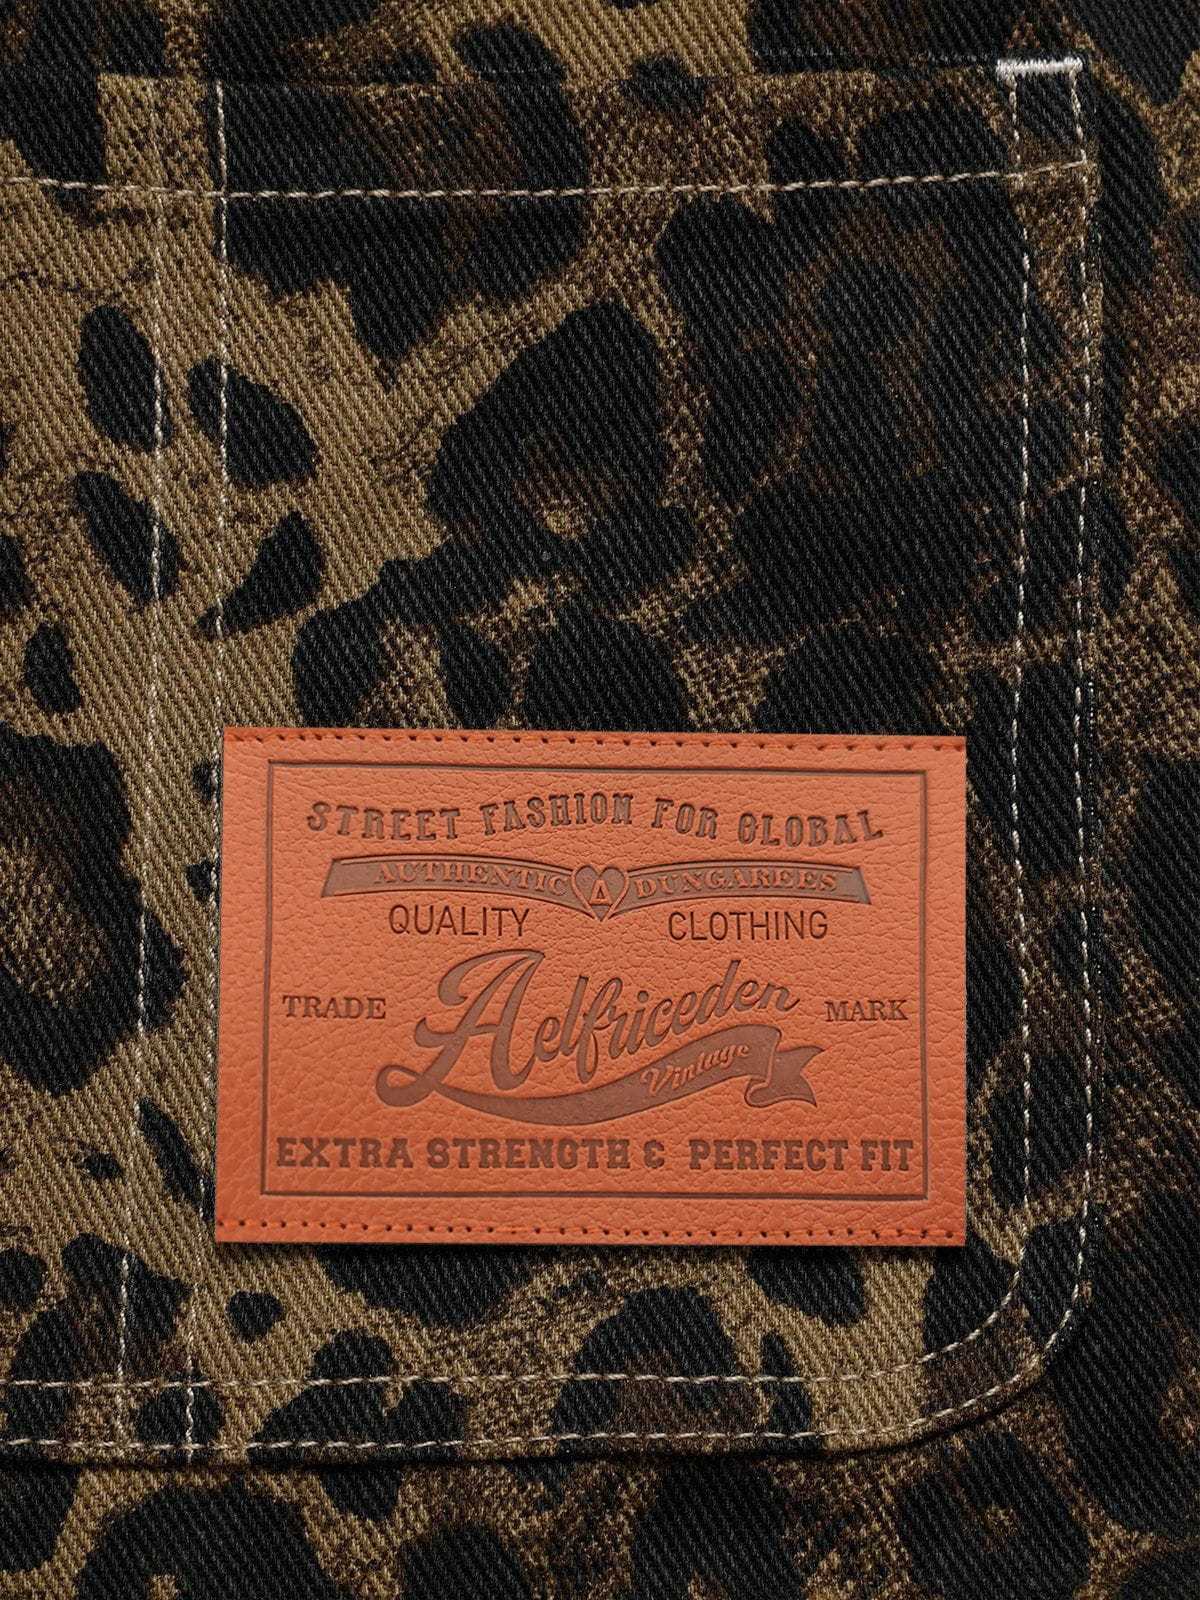 STREET FASHION FOR GLOBAL
AUTHENTIC A DUNGAREES
QUALITY CLOTHING
Aelfriceden
TRADE MARK
Vintage
EXTRA STRENGTH & PERFECT FIT